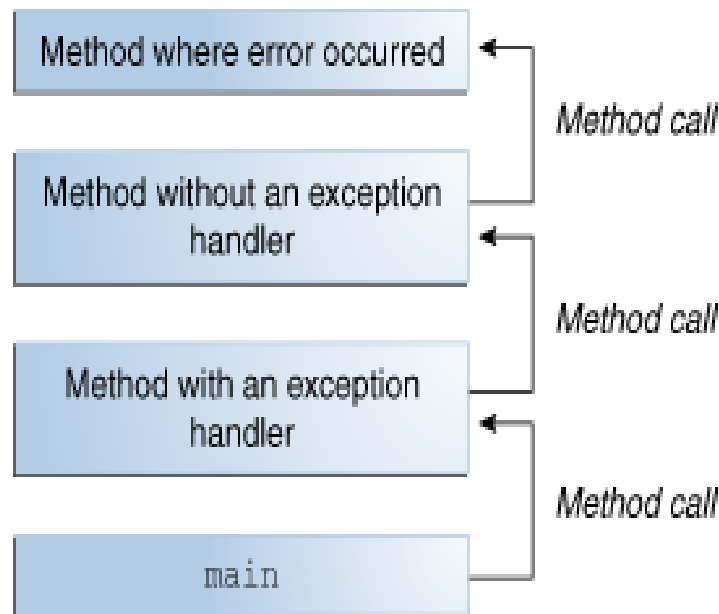 Method where error occurred
Method call
Method without an exception
handler
Method call
Method with an exception
handler
Method call
main